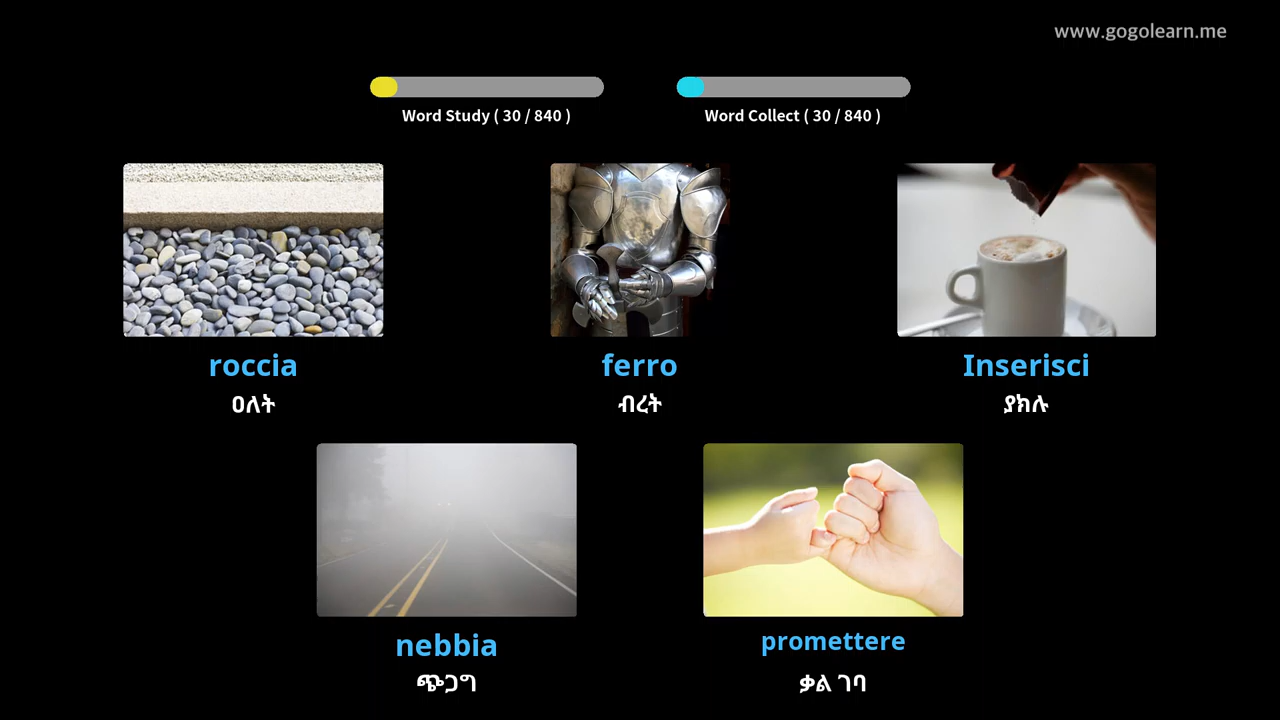 www.gogolearn.me
Word Study ( 30 / 840 )
Word Collect ( 30 / 840 )
roccia
ዐለት
ferro
ብረት
Inserisci
ያክሉ
nebbia
ጭጋግ
promettere
ቃል ገባ